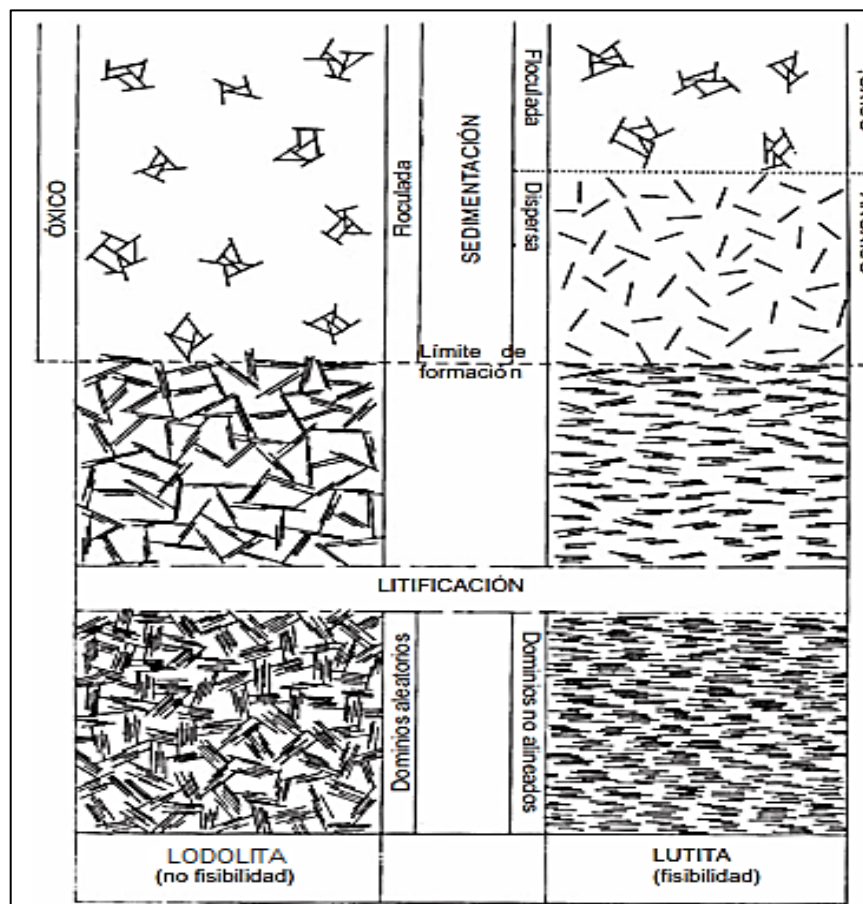 ÓXICO
Floculada
SEDIMENTACIÓN
Floculada
Dispersa
Límite de
formación
LITIFICACIÓN
Dominios aleatorios
Dominios no alineados
LODOLITA
(no fisibilidad)
LUTITA
(fisibilidad)